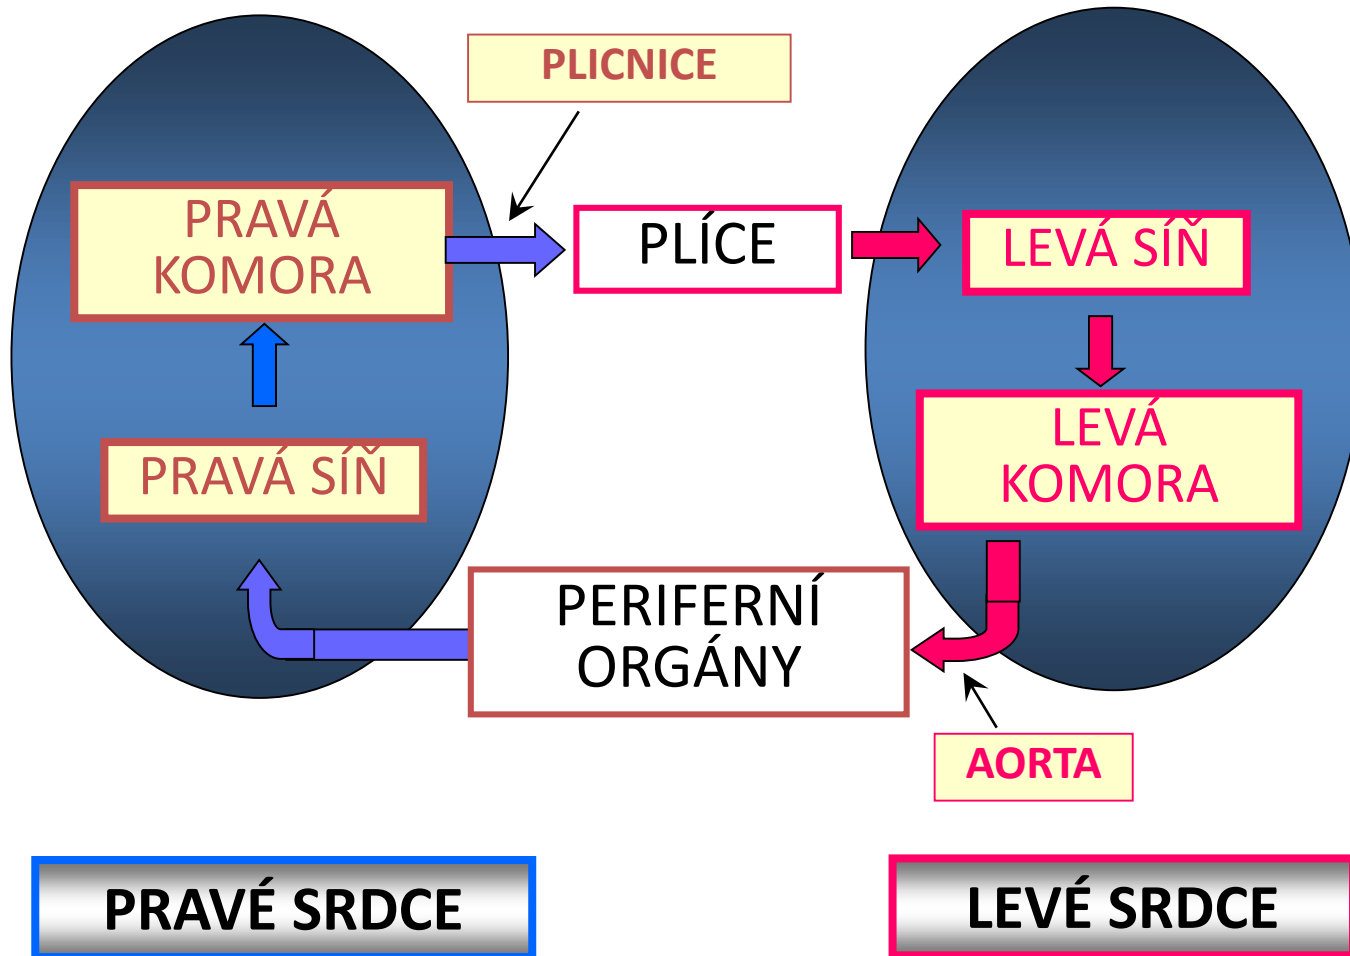 PLICNICE
PRAVÁ
KOMORA
PLÍCE
LEVÁ SÍŇ
LEVÁ
KOMORA
PRAVÁ SÍŇ
PERIFERNÍ
ORGÁNY
AORTA
PRAVÉ SRDCE
LEVÉ SRDCE